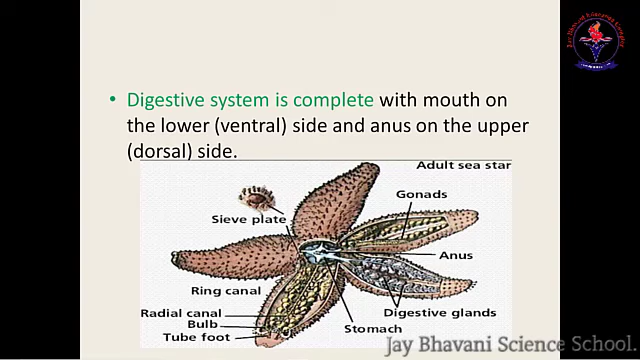 • Digestive system is complete with mouth on
the lower (ventral) side and anus on the upper
(dorsal) side.
Adult sea star
Gonads
Sieve plate
Anus
Ring canal
Digestive glands
Radial canal
Bulb
Stomach
Tube foot
Jay Bhavani Science School.